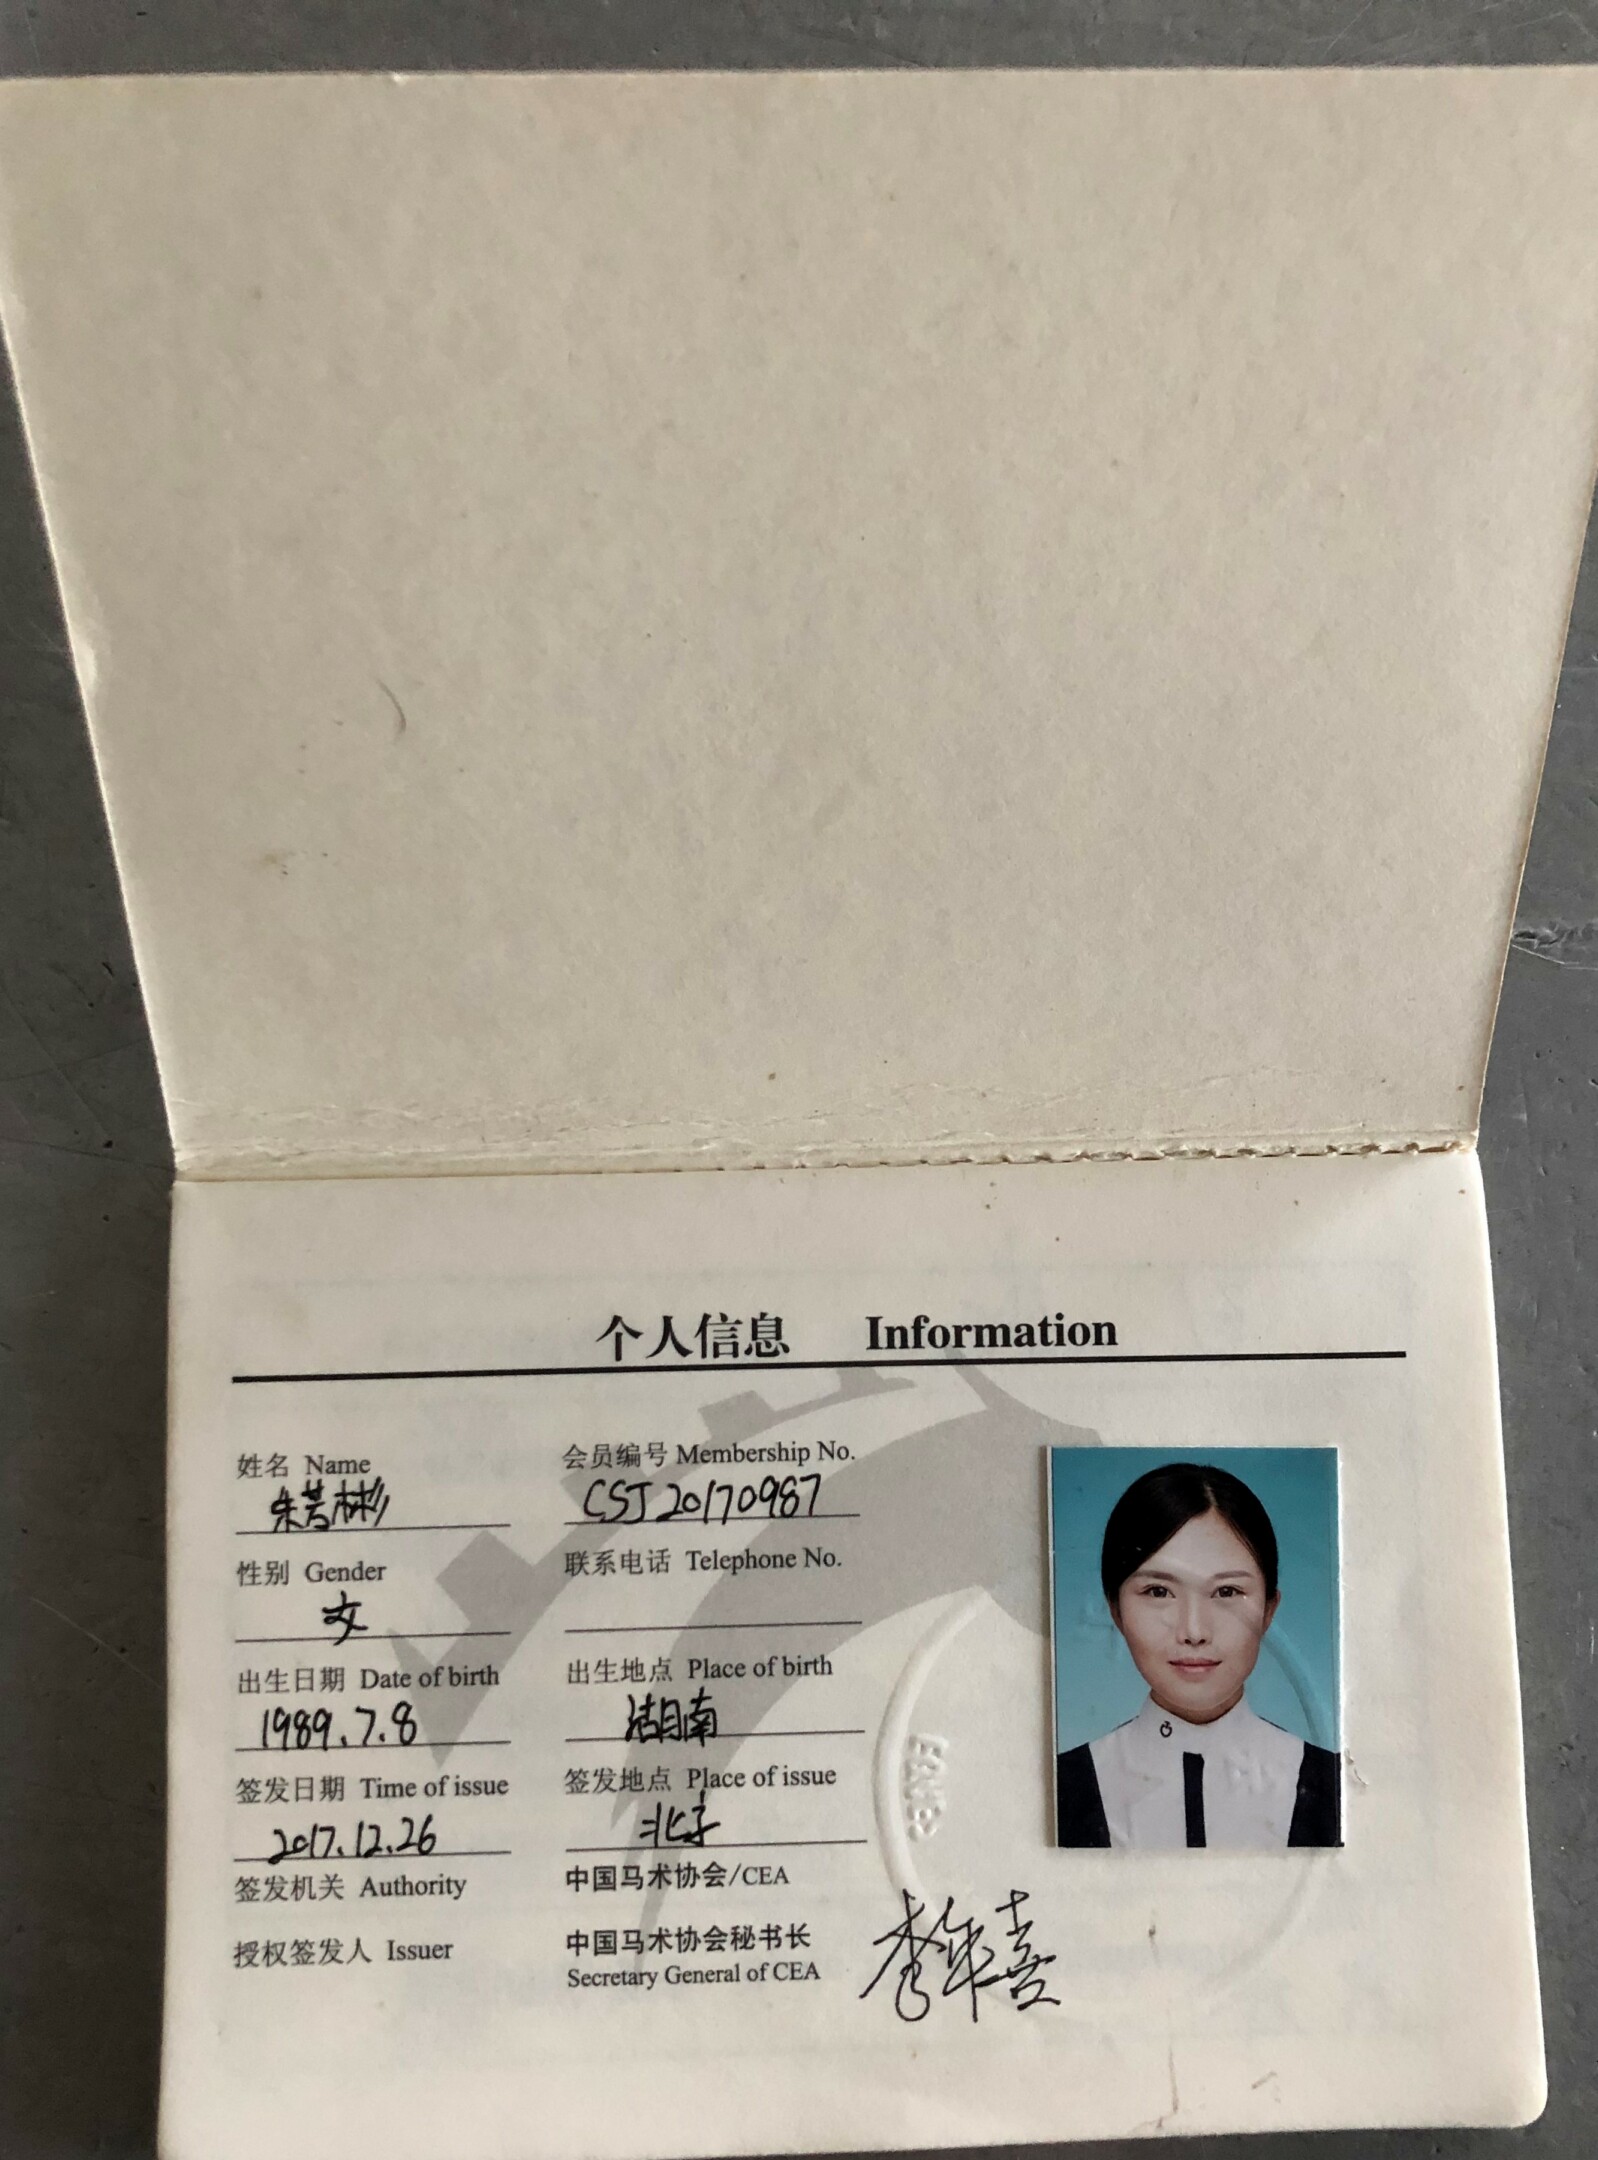 个人信息 Information
姓名 Name
朱芳彬
会员编号 Membership No.
CSJ20170987
性别 Gender
女
联系电话 Telephone No.
出生日期 Date of birth
1989.7.8
出生地点 Place of birth
湖南
签发日期 Time of issue
2017.12.26
签发地点 Place of issue
北京
签发机关 Authority
中国马术协会/CEA
授权签发人 Issuer
中国马术协会秘书长
Secretary General of CEA